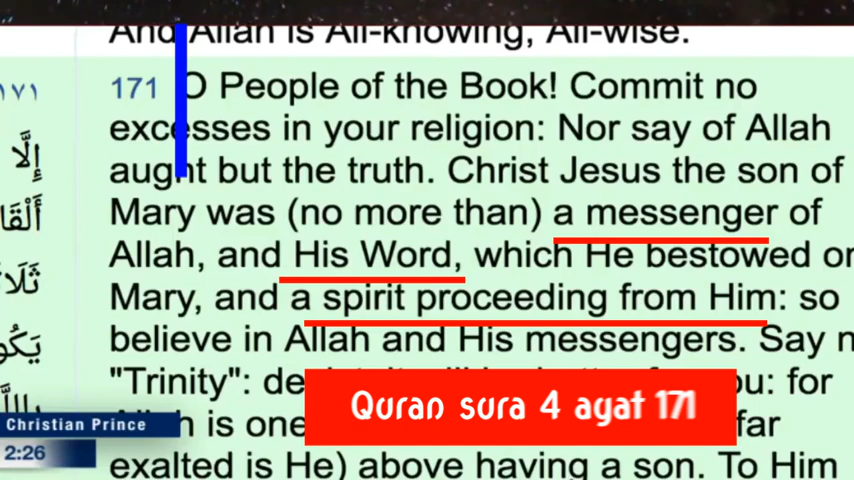 And Allah is All-knowing, All-wise.
171 O People of the Book! Commit no
excesses in your religion: Nor say of Allah
aught but the truth. Christ Jesus the son of
Mary was (no more than) a messenger of
Allah, and His Word, which He bestowed on
Mary, and a spirit proceeding from Him: so
believe in Allah and His messengers. Say n
"Trinity": de
u: for
Quran sura 4 ayat 171
h is one
far
exalted is He) above having a son. To Him
١٧١
إِلَّا
أَلْقَا
ثَلَا
يَكُو
Christian Prince
2:26